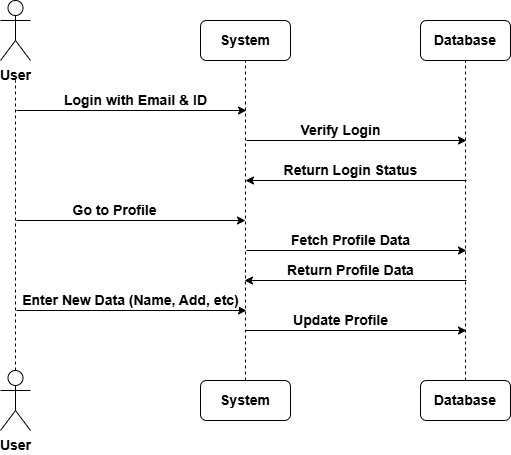 System
Database
User
Login with Email & ID
Verify Login
Return Login Status
Go to Profile
Fetch Profile Data
Return Profile Data
Enter New Data (Name, Add, etc)
Update Profile
System
Database
User